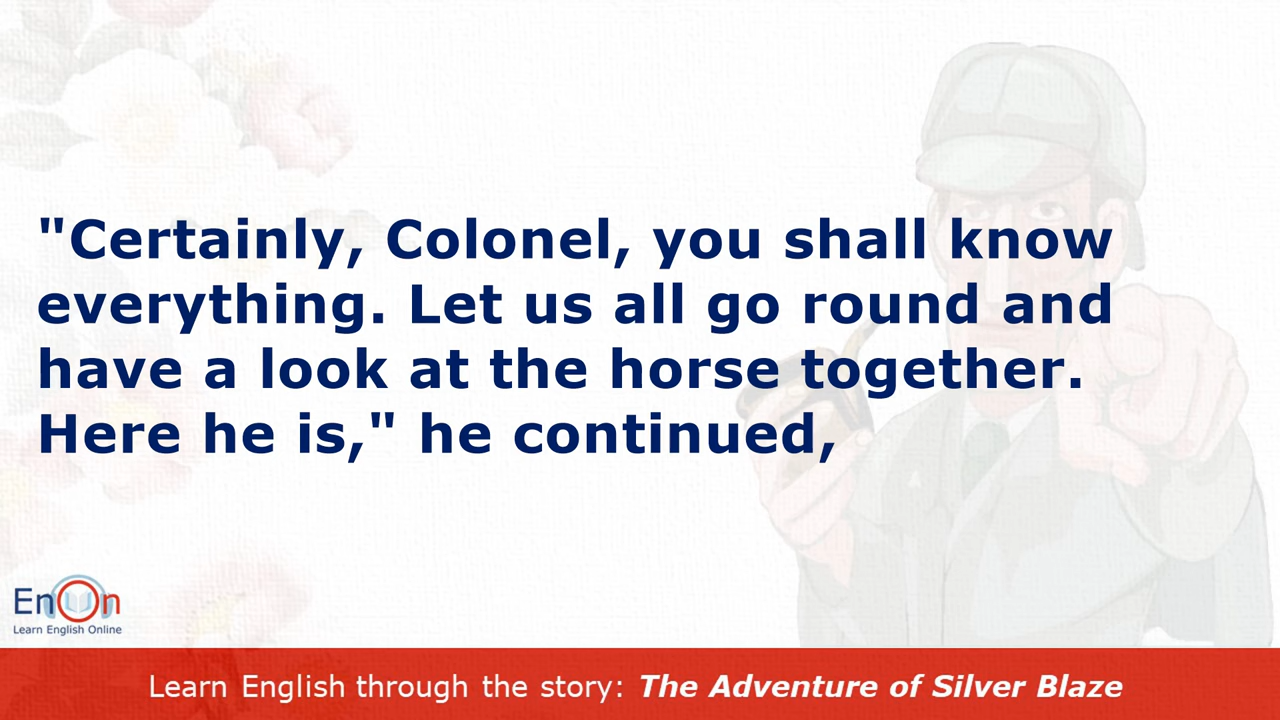 "Certainly, Colonel, you shall know
everything. Let us all go round and
have a look at the horse together.
Here he is," he continued,
EnOn
Learn English Online
Learn English through the story: The Adventure of Silver Blaze